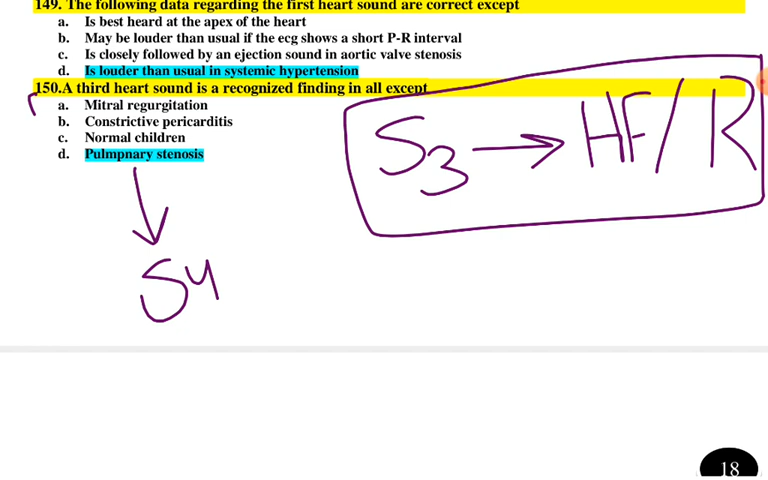 149. The following data regarding the first heart sound are correct except
a. Is best heard at the apex of the heart
b. May be louder than usual if the ecg shows a short P-R interval
c. Is closely followed by an ejection sound in aortic valve stenosis
d. Is louder than usual in systemic hypertension
150.A third heart sound is a recognized finding in all except
a. Mitral regurgitation
b. Constrictive pericarditis
c. Normal children
d. Pulmpnary stenosis
S3 → HF/R
S4
18